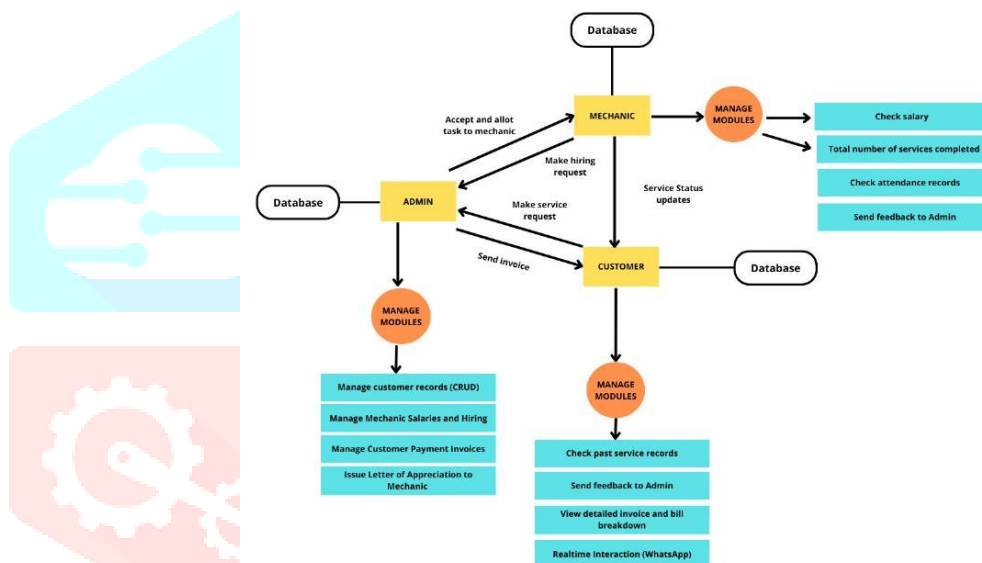 Database
MECHANIC
MANAGE
MODULES
Check salary
Total number of services completed
Check attendance records
Send feedback to Admin
Accept and allot
task to mechanic
Make hiring
request
Service Status
updates
Database
ADMIN
Make service
request
Send invoice
CUSTOMER
Database
MANAGE
MODULES
Manage customer records (CRUD)
Manage Mechanic Salaries and Hiring
Manage Customer Payment Invoices
Issue Letter of Appreciation to
Mechanic
MANAGE
MODULES
Check past service records
Send feedback to Admin
View detailed invoice and bill
breakdown
Realtime Interaction (WhatsApp)